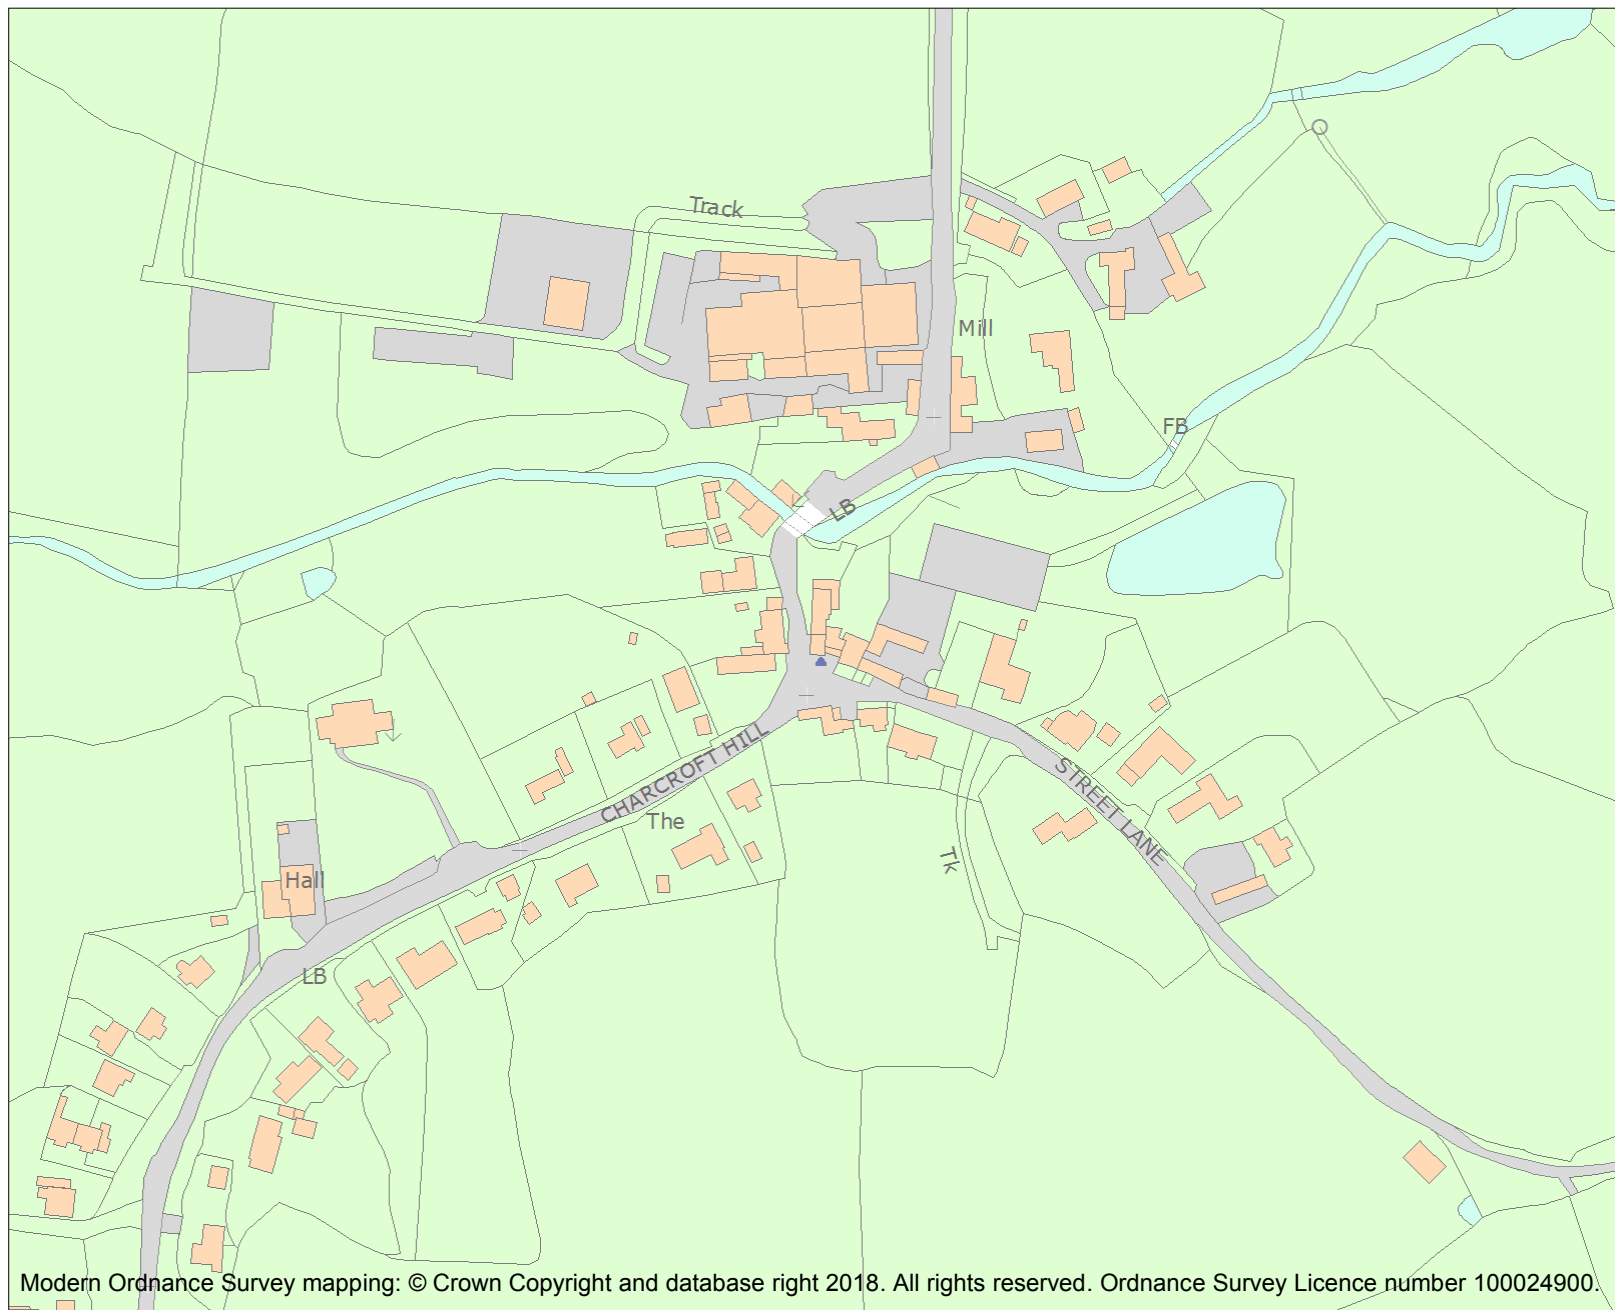 Track
Mill
FB
LB
CHARCROFT HILL
The
STREET LANE
Tk
Hall
LB
Modern Ordnance Survey mapping: © Crown Copyright and database right 2018. All rights reserved. Ordnance Survey Licence number 100024900.